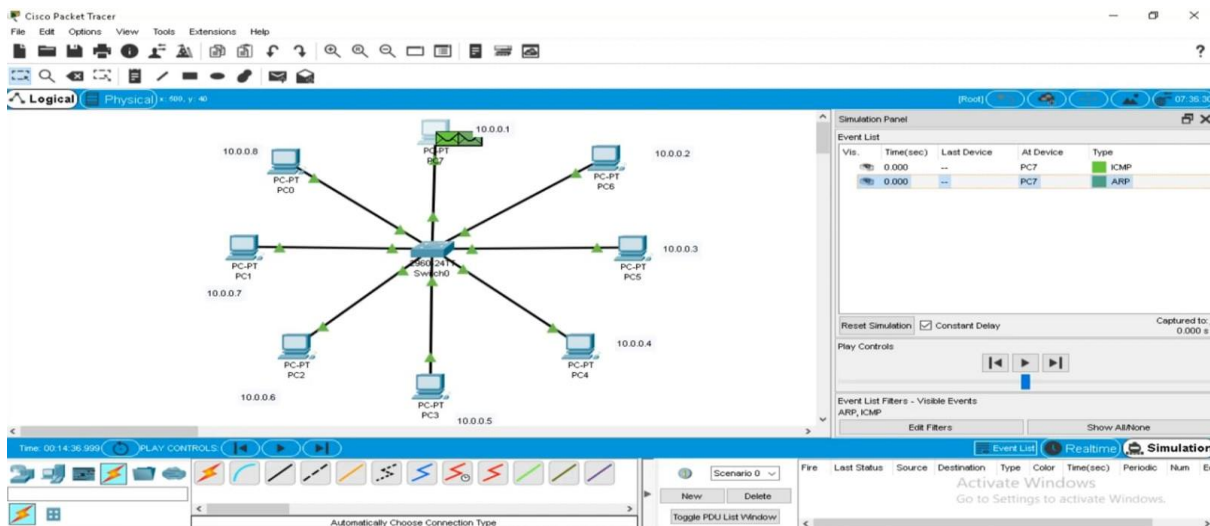 Cisco Packet Tracer
File Edit Options View Tools Extensions Help
?
Logical Physical x: 599, y: 40 [Root] 07:36:30
10.0.0.1
PC-PT
PC7
10.0.0.8
PC-PT
PC0
10.0.0.2
PC-PT
PC6
2960-24TT
Switch0
PC-PT
PC1
10.0.0.7
10.0.0.3
PC-PT
PC5
10.0.0.4
PC-PT
PC4
PC-PT
PC2
10.0.0.6
PC-PT
PC3
10.0.0.5
Simulation Panel
Event List
Vis. Time(sec) Last Device At Device Type
0.000 -- PC7 ICMP
0.000 -- PC7 ARP
Reset Simulation Constant Delay
Captured to:
0.000 s
Play Controls
Event List Filters - Visible Events
ARP, ICMP
Edit Filters Show All/None
Time: 00:14:36.999 PLAY CONTROLS: Event List Realtime Simulation
Automatically Choose Connection Type
Scenario 0
New Delete
Toggle PDU List Window
Fire Last Status Source Destination Type Color Time(sec) Periodic Num
Activate Windows
Go to Settings to activate Windows.